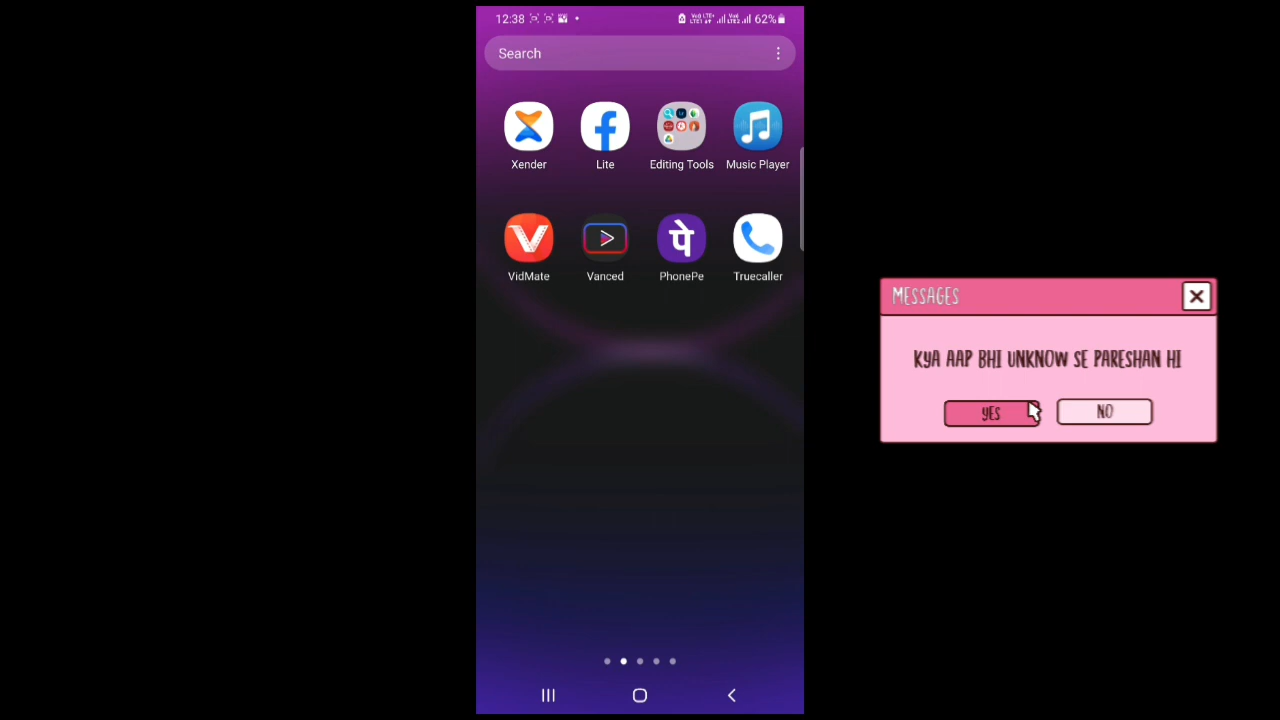 12:38
62%
Search
Xender
Lite
Editing Tools
Music Player
VidMate
Vanced
PhonePe
Truecaller
MESSAGES
KYA AAP BHI UNKNOW SE PARESHAN HI
YES
NO